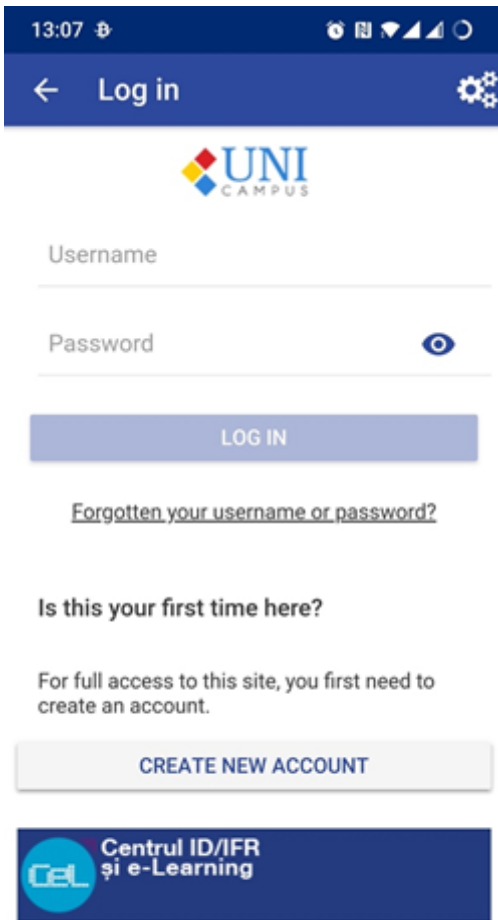 13:07
Log in
UNI
CAMPUS
Username
Password
LOG IN
Forgotten your username or password?
Is this your first time here?
For full access to this site, you first need to
create an account.
CREATE NEW ACCOUNT
CeL
Centrul ID/IFR
și e-Learning